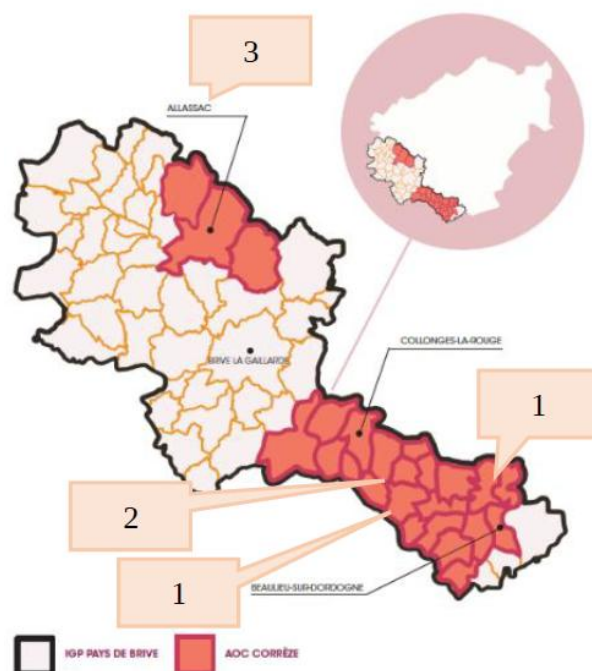 3
ALLASSAC
BRIVE LA GAILLARDE
COLLONGES-LA-ROUGE
1
2
1
BEAULIEU-SUR-DORDOGNE
IGP PAYS DE BRIVE
AOC CORRÈZE